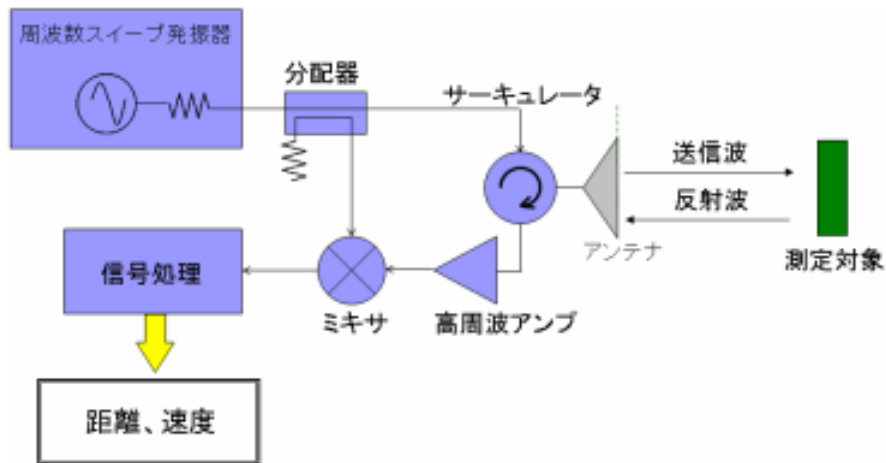 周波数スイープ発振器
分配器
サーキュレータ
送信波
反射波
アンテナ
測定対象
信号処理
ミキサ
高周波アンプ
距離、速度